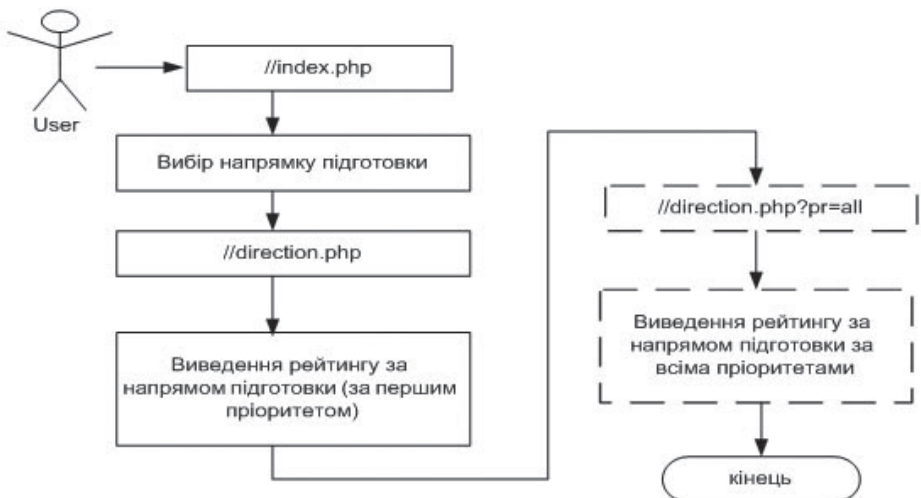 User
//index.php
Вибір напрямку підготовки
//direction.php
Виведення рейтингу за
напрямом підготовки (за першим
пріоритетом)
//direction.php?pr=all
Виведення рейтингу за
напрямом підготовки за
всіма пріоритетами
кінець